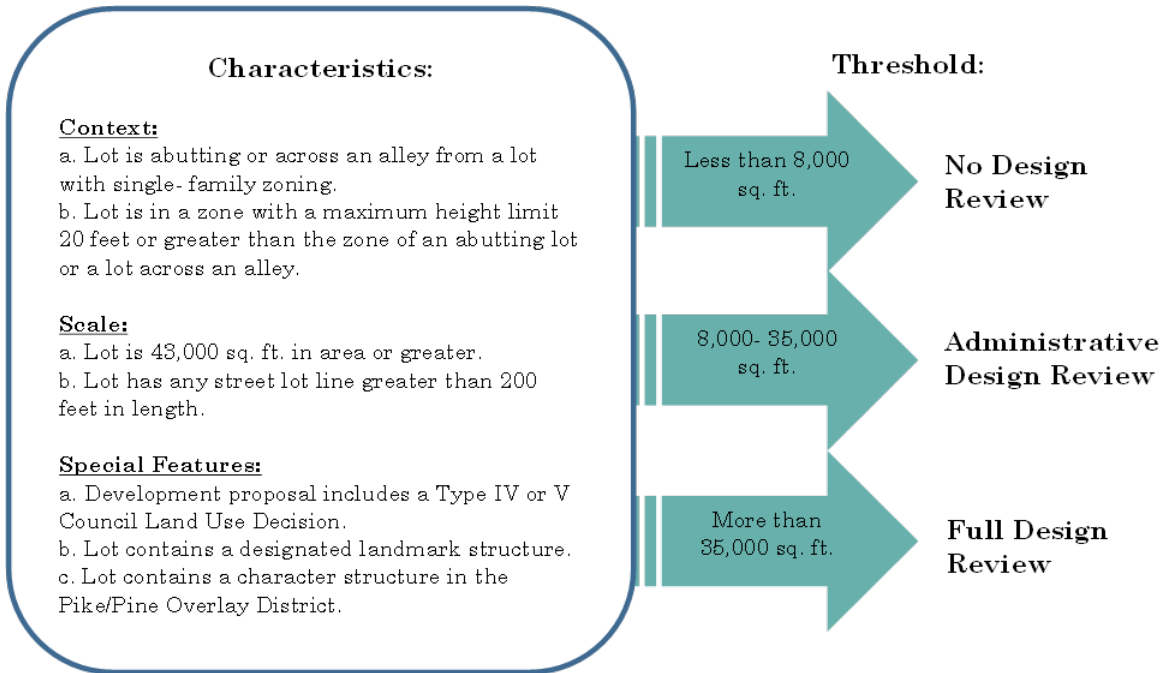 Characteristics:
Context:
a. Lot is abutting or across an alley from a lot
with single- family zoning.
b. Lot is in a zone with a maximum height limit
20 feet or greater than the zone of an abutting lot
or a lot across an alley.
Scale:
a. Lot is 43,000 sq. ft. in area or greater.
b. Lot has any street lot line greater than 200
feet in length.
Special Features:
a. Development proposal includes a Type IV or V
Council Land Use Decision.
b. Lot contains a designated landmark structure.
c. Lot contains a character structure in the
Pike/Pine Overlay District.
Threshold:
Less than 8,000
sq. ft.
No Design
Review
8,000- 35,000
sq. ft.
Administrative
Design Review
More than
35,000 sq. ft.
Full Design
Review